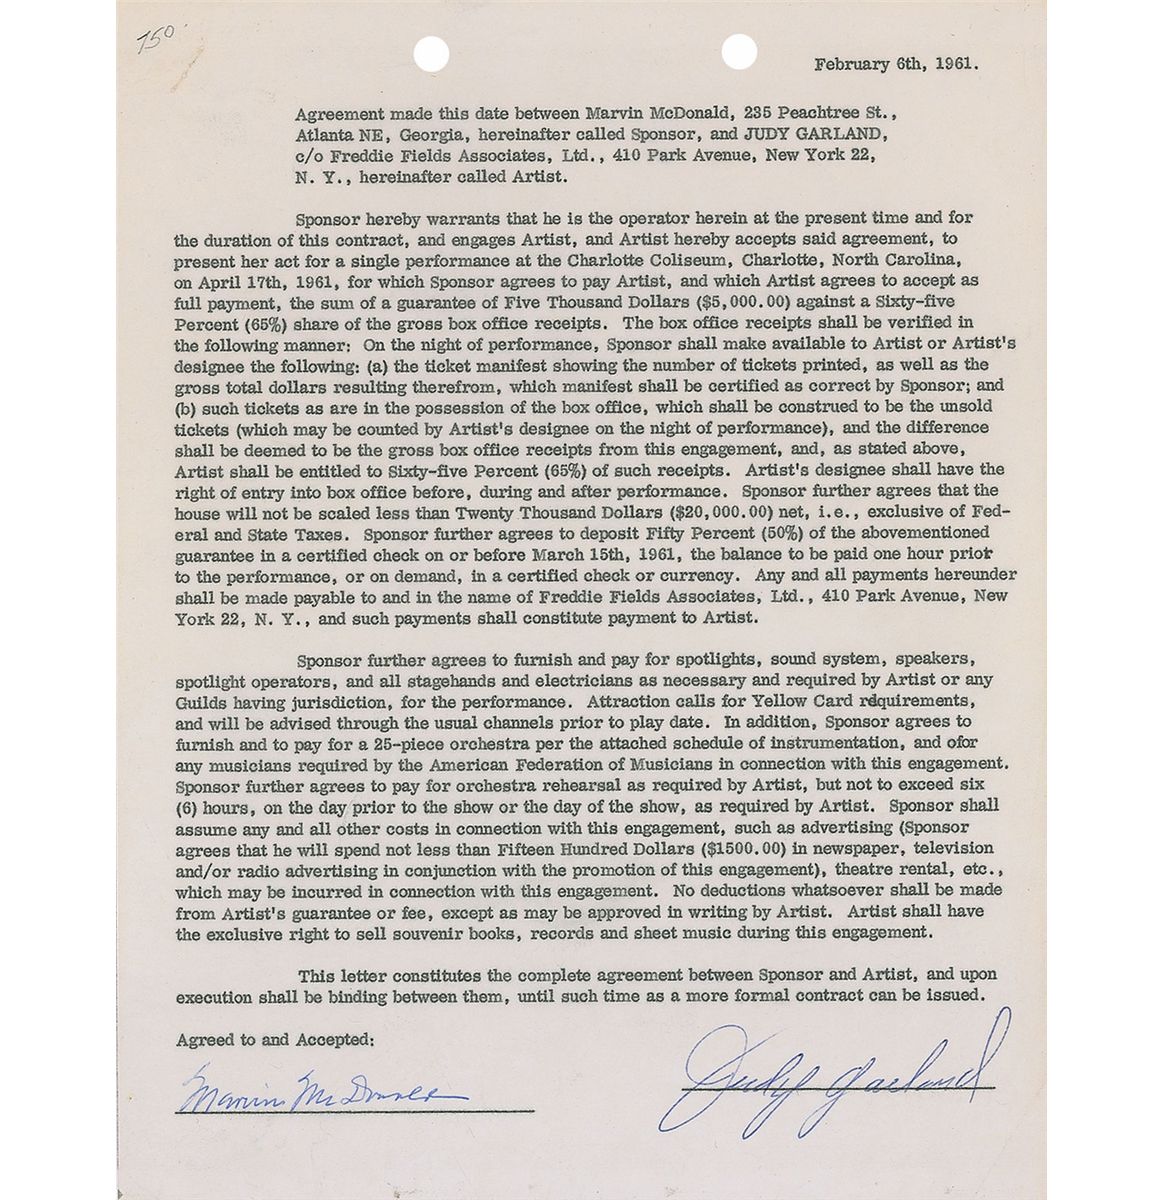 750
February 6th, 1961.
Agreement made this date between Marvin McDonald, 235 Peachtree St.,
Atlanta NE, Georgia, hereinafter called Sponsor, and JUDY GARLAND,
c/o Freddie Fields Associates, Ltd., 410 Park Avenue, New York 22,
N. Y., hereinafter called Artist.
Sponsor hereby warrants that he is the operator herein at the present time and for
the duration of this contract, and engages Artist, and Artist hereby accepts said agreement, to
present her act for a single performance at the Charlotte Coliseum, Charlotte, North Carolina,
on April 17th, 1961, for which Sponsor agrees to pay Artist, and which Artist agrees to accept as
full payment, the sum of a guarantee of Five Thousand Dollars ($5,000.00) against a Sixty-five
Percent (65%) share of the gross box office receipts. The box office receipts shall be verified in
the following manner: On the night of performance, Sponsor shall make available to Artist or Artist's
designee the following: (a) the ticket manifest showing the number of tickets printed, as well as the
gross total dollars resulting therefrom, which manifest shall be certified as correct by Sponsor; and
(b) such tickets as are in the possession of the box office, which shall be construed to be the unsold
tickets (which may be counted by Artist's designee on the night of performance), and the difference
shall be deemed to be the gross box office receipts from this engagement, and, as stated above,
Artist shall be entitled to Sixty-five Percent (65%) of such receipts. Artist's designee shall have the
right of entry into box office before, during and after performance. Sponsor further agrees that the
house will not be scaled less than Twenty Thousand Dollars ($20,000.00) net, i.e., exclusive of Fed-
eral and State Taxes. Sponsor further agrees to deposit Fifty Percent (50%) of the abovementioned
guarantee in a certified check on or before March 15th, 1961, the balance to be paid one hour prior
to the performance, or on demand, in a certified check or currency. Any and all payments hereunder
shall be made payable to and in the name of Freddie Fields Associates, Ltd., 410 Park Avenue, New
York 22, N. Y., and such payments shall constitute payment to Artist.
Sponsor further agrees to furnish and pay for spotlights, sound system, speakers,
spotlight operators, and all stagehands and electricians as necessary and required by Artist or any
Guilds having jurisdiction, for the performance. Attraction calls for Yellow Card requirements,
and will be advised through the usual channels prior to play date. In addition, Sponsor agrees to
furnish and to pay for a 25-piece orchestra per the attached schedule of instrumentation, and ofor
any musicians required by the American Federation of Musicians in connection with this engagement.
Sponsor further agrees to pay for orchestra rehearsal as required by Artist, but not to exceed six
(6) hours, on the day prior to the show or the day of the show, as required by Artist. Sponsor shall
assume any and all other costs in connection with this engagement, such as advertising (Sponsor
agrees that he will spend not less than Fifteen Hundred Dollars ($1500.00) in newspaper, television
and/or radio advertising in conjunction with the promotion of this engagement), theatre rental, etc.,
which may be incurred in connection with this engagement. No deductions whatsoever shall be made
from Artist's guarantee or fee, except as may be approved in writing by Artist. Artist shall have
the exclusive right to sell souvenir books, records and sheet music during this engagement.
This letter constitutes the complete agreement between Sponsor and Artist, and upon
execution shall be binding between them, until such time as a more formal contract can be issued.
Agreed to and Accepted:
Marvin McDonald
Judy Garland